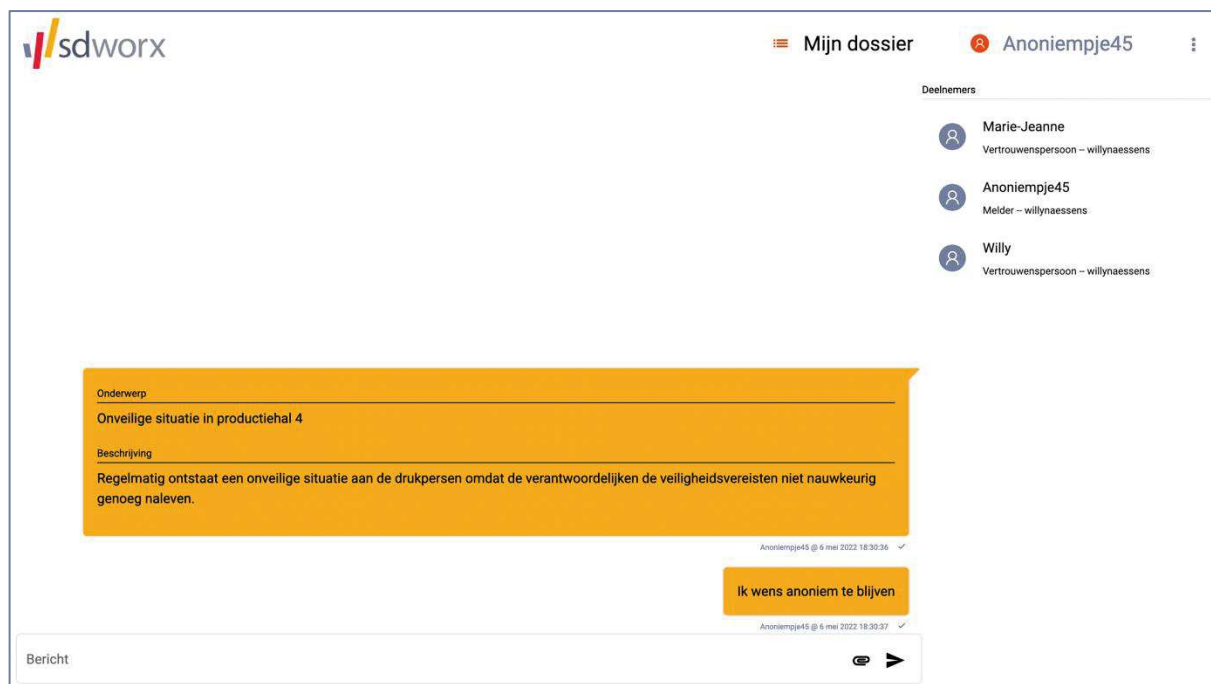 sdworx
Mijn dossier
Anoniempje45
Deelnemers
Marie-Jeanne
Vertrouwenspersoon – willynaessens
Anoniempje45
Melder – willynaessens
Willy
Vertrouwenspersoon – willynaessens
Onderwerp
Onveilige situatie in productiehal 4
Beschrijving
Regelmatig ontstaat een onveilige situatie aan de drukpersen omdat de verantwoordelijken de veiligheidsvereisten niet nauwkeurig
genoeg naleven.
Anoniempje45 @ 6 mei 2022 18:30:36
Ik wens anoniem te blijven
Anoniempje45 @ 6 mei 2022 18:30:37
Bericht